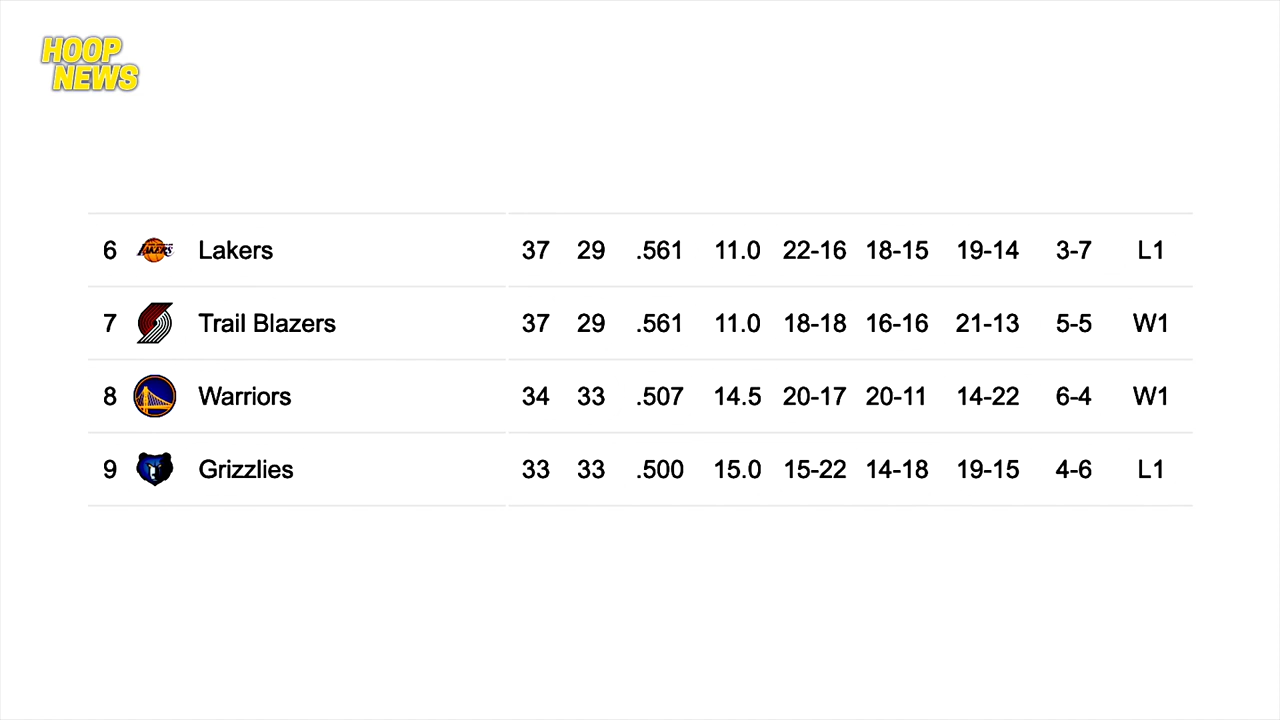 HOOP
NEWS
6 Lakers 37 29 .561 11.0 22-16 18-15 19-14 3-7 L1
7 Trail Blazers 37 29 .561 11.0 18-18 16-16 21-13 5-5 W1
8 Warriors 34 33 .507 14.5 20-17 20-11 14-22 6-4 W1
9 Grizzlies 33 33 .500 15.0 15-22 14-18 19-15 4-6 L1